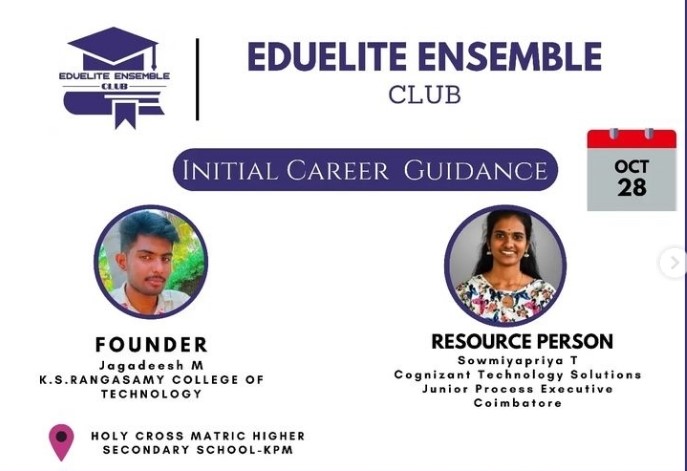 EDUELITE ENSEMBLE
CLUB
EDUELITE ENSEMBLE
CLUB
INITIAL CAREER GUIDANCE
OCT
28
FOUNDER
Jagadeesh M
K.S.RANGASAMY COLLEGE OF
TECHNOLOGY
RESOURCE PERSON
Sowmiyapriya T
Cognizant Technology Solutions
Junior Process Executive
Coimbatore
HOLY CROSS MATRIC HIGHER
SECONDARY SCHOOL-KPM